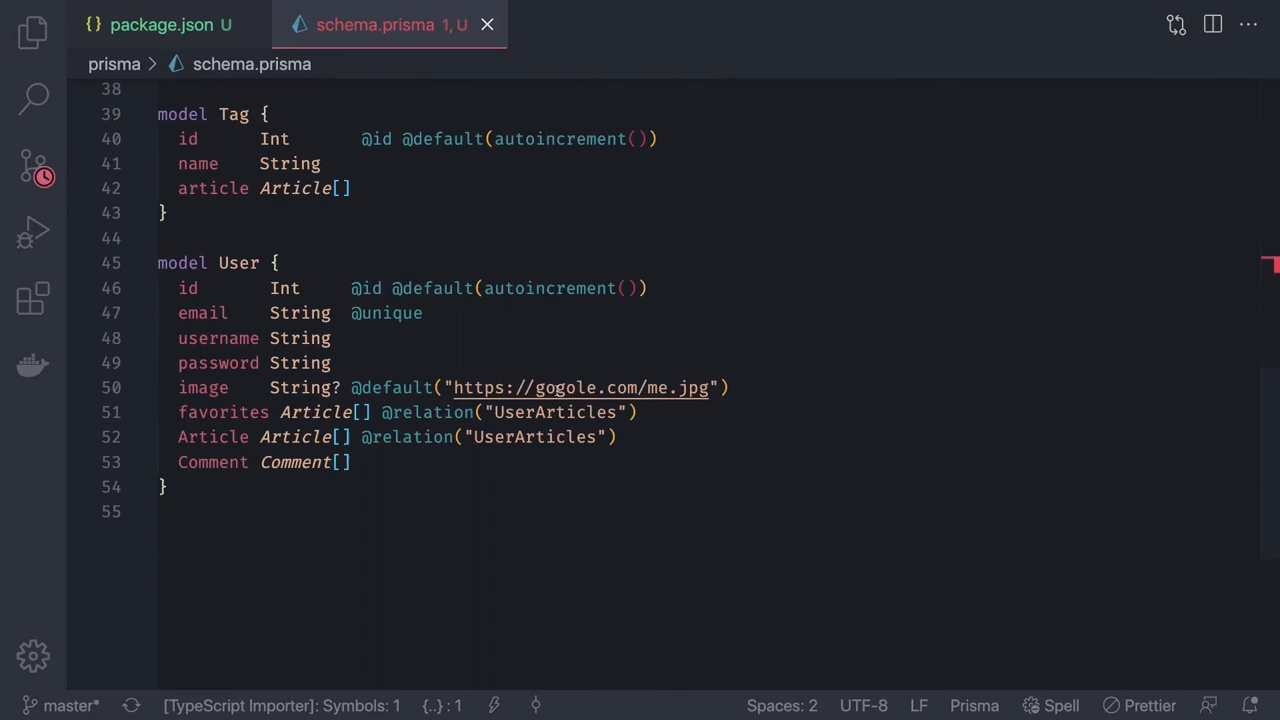 {} package.json U
schema.prisma 1, U
prisma > schema.prisma
38
39 model Tag {
40 id Int @id @default(autoincrement())
41 name String
42 article Article[]
43 }
44
45 model User {
46 id Int @id @default(autoincrement())
47 email String @unique
48 username String
49 password String
50 image String? @default("https://gogole.com/me.jpg")
51 favorites Article[] @relation("UserArticles")
52 Article Article[] @relation("UserArticles")
53 Comment Comment[]
54 }
55
master* [TypeScript Importer]: Symbols: 1 {..} : 1 Spaces: 2 UTF-8 LF Prisma Spell Prettier